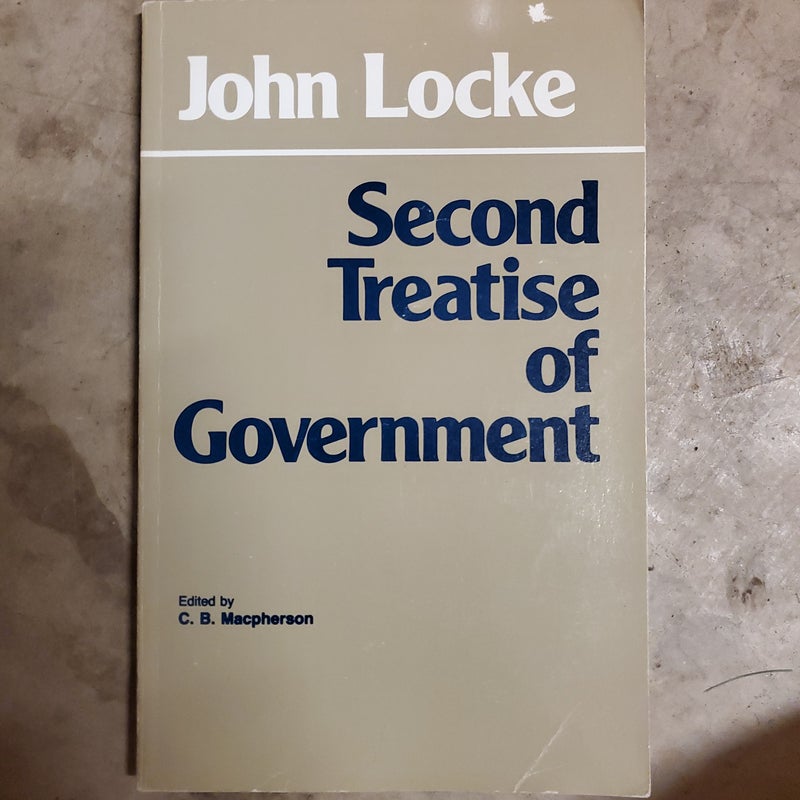 John Locke
Second
Treatise
of
Government
Edited by
C. B. Macpherson